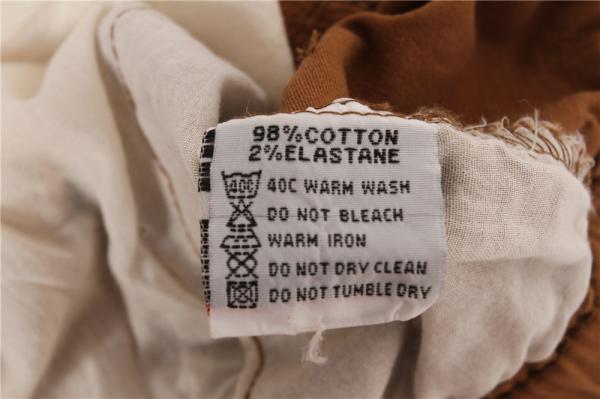 98%COTTON
2%ELASTANE
40C 40C WARM WASH
DO NOT BLEACH
WARM IRON
DO NOT DRY CLEAN
DO NOT TUMBLE DRY